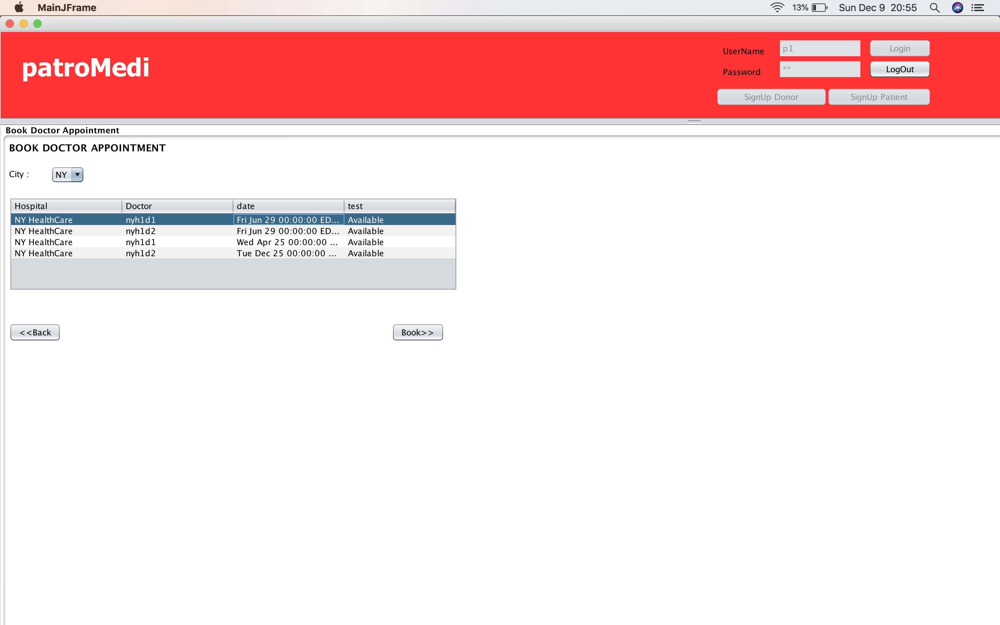 MainJFrame 13% Sun Dec 9 20:55
patroMedi
UserName p1 Login
Password ** LogOut
SignUp Donor SignUp Patient
Book Doctor Appointment
BOOK DOCTOR APPOINTMENT
City : NY
Hospital Doctor date test
NY HealthCare nyh1d1 Fri Jun 29 00:00:00 ED... Available
NY HealthCare nyh1d2 Fri Jun 29 00:00:00 ED... Available
NY HealthCare nyh1d1 Wed Apr 25 00:00:00 ... Available
NY HealthCare nyh1d2 Tue Dec 25 00:00:00 ... Available
<<Back Book>>